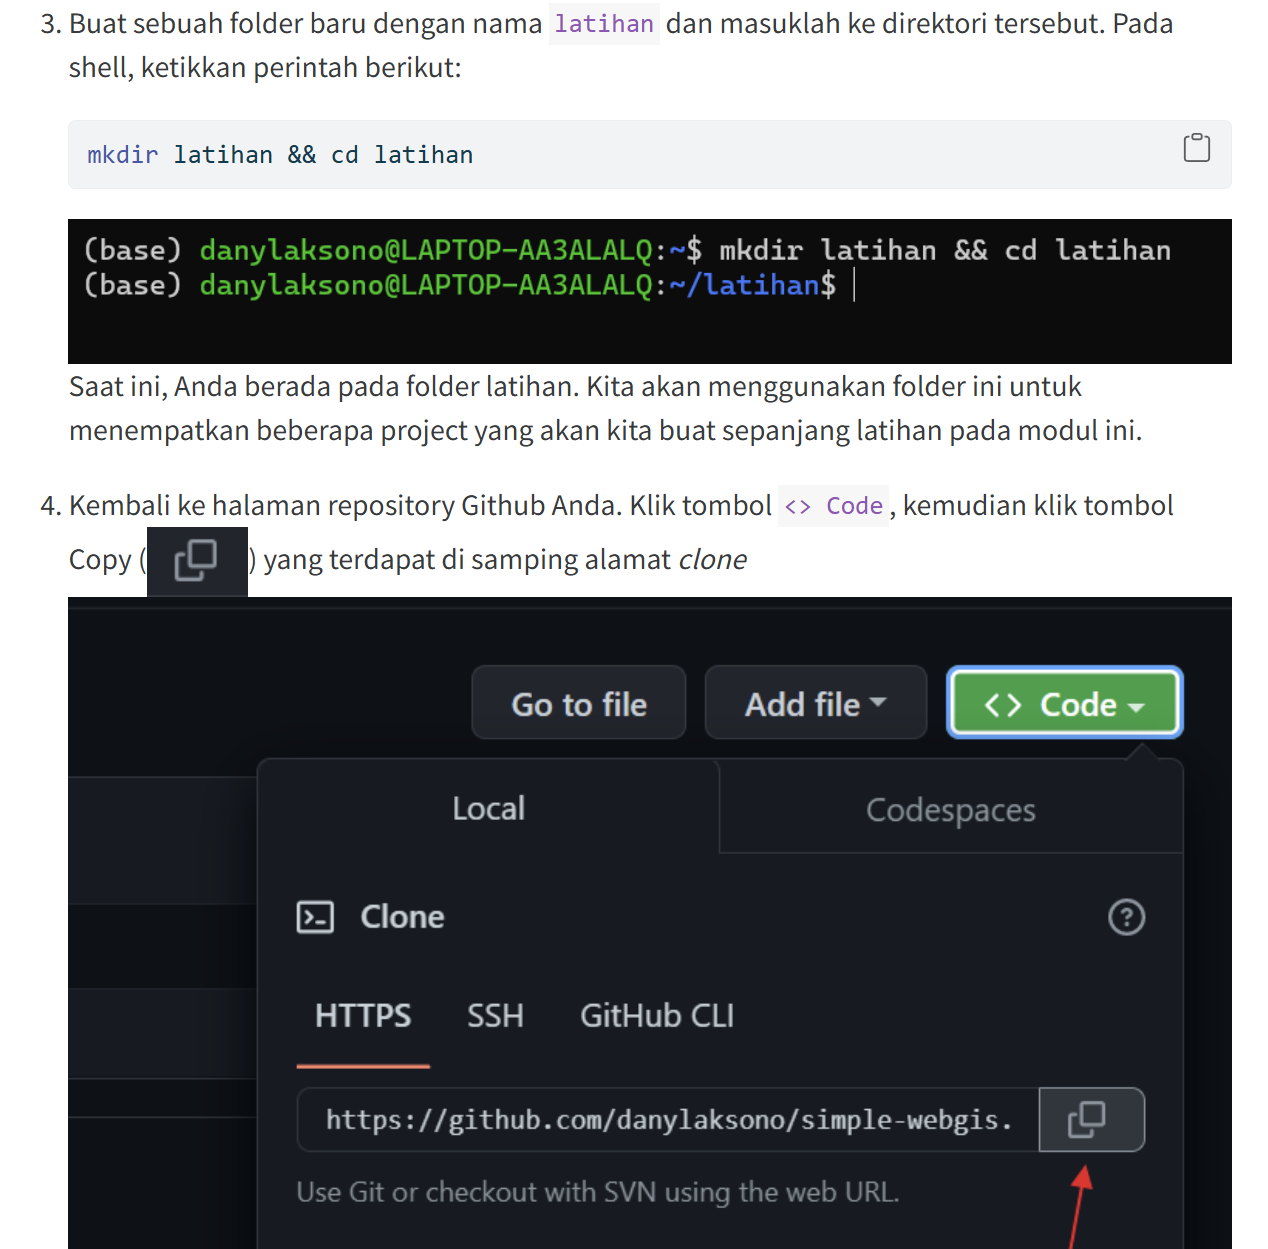 3. Buat sebuah folder baru dengan nama latihan dan masuklah ke direktori tersebut. Pada
shell, ketikkan perintah berikut:
mkdir latihan && cd latihan
(base) danylaksono@LAPTOP-AA3ALALQ:~$ mkdir latihan && cd latihan
(base) danylaksono@LAPTOP-AA3ALALQ:~/latihan$
Saat ini, Anda berada pada folder latihan. Kita akan menggunakan folder ini untuk
menempatkan beberapa project yang akan kita buat sepanjang latihan pada modul ini.
4. Kembali ke halaman repository Github Anda. Klik tombol <> Code, kemudian klik tombol
Copy ( ) yang terdapat di samping alamat clone
Go to file Add file <> Code
Local Codespaces
Clone
HTTPS SSH GitHub CLI
https://github.com/danylaksono/simple-webgis.
Use Git or checkout with SVN using the web URL.